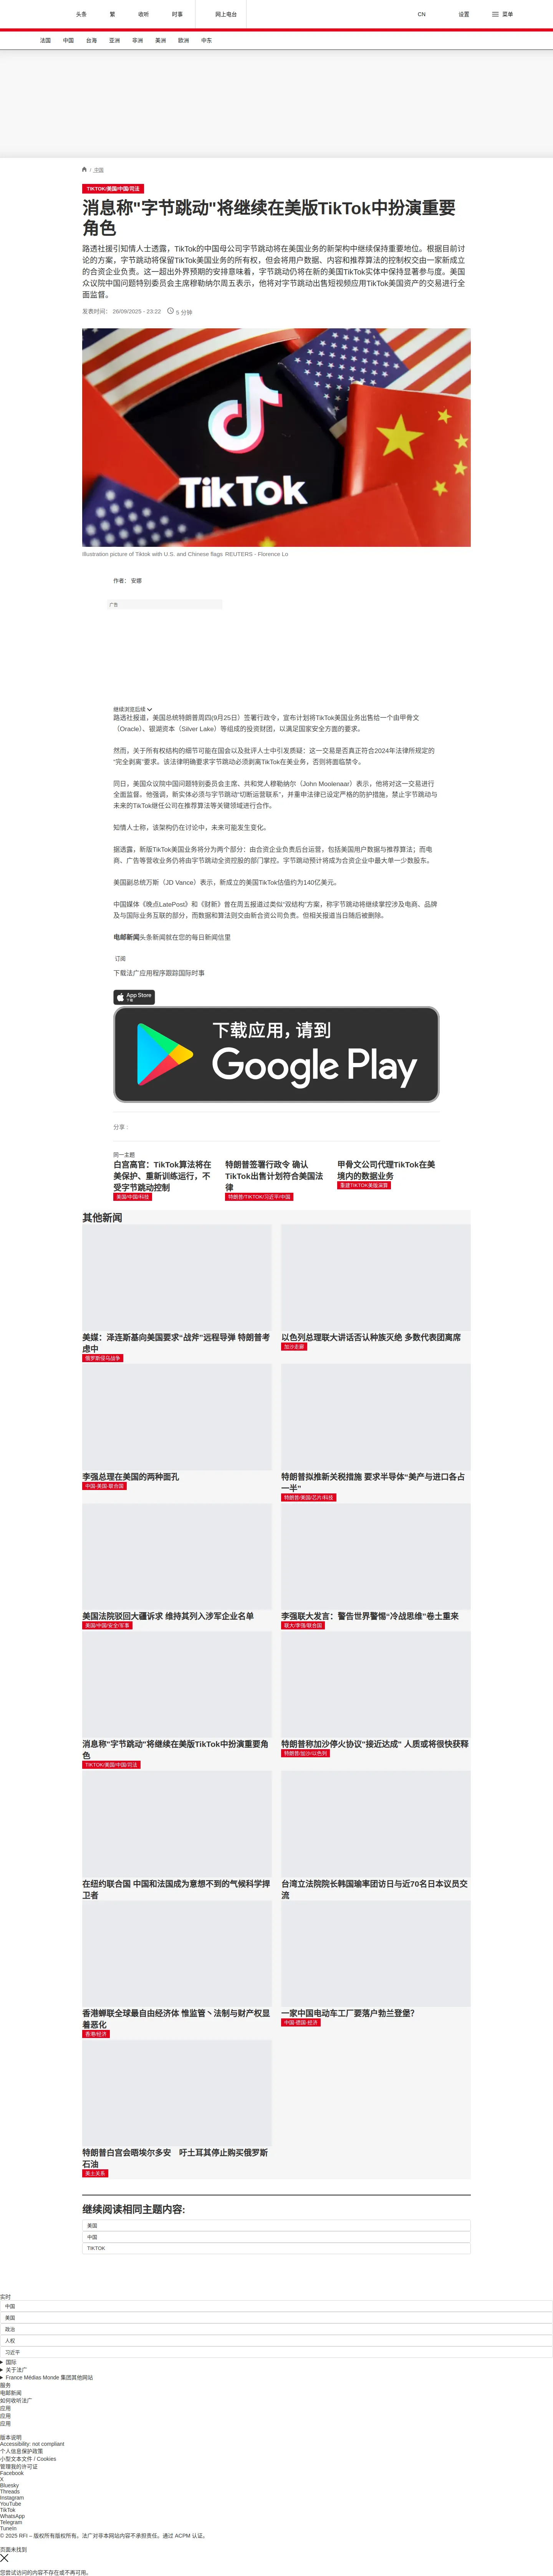 头条
繁
收听
时事
网上电台
CN
设置
菜单
法国
中国
台海
亚洲
非洲
美洲
欧洲
中东
/ 中国
TIKTOK/美国/中国/司法
消息称"字节跳动"将继续在美版TikTok中扮演重要
角色
路透社援引知情人士透露，TikTok的中国母公司字节跳动将在美国业务的新架构中继续保持重要地位。根据目前讨
论的方案，字节跳动将保留TikTok美国业务的所有权，但会将用户数据、内容和推荐算法的控制权交由一家新成立
的合资企业负责。这一超出外界预期的安排意味着，字节跳动仍将在新的美国TikTok实体中保持显著参与度。美国
众议院中国问题特别委员会主席穆勒纳尔周五表示，他将对字节跳动出售短视频应用TikTok美国资产的交易进行全
面监督。
发表时间： 26/09/2025 - 23:22
5 分钟
TikTok
Illustration picture of Tiktok with U.S. and Chinese flags REUTERS - Florence Lo
作者： 安娜
广告
继续浏览后续
路透社报道，美国总统特朗普周四(9月25日）签署行政令，宣布计划将TikTok美国业务出售给一个由甲骨文
（Oracle）、银湖资本（Silver Lake）等组成的投资财团，以满足国家安全方面的要求。
然而，关于所有权结构的细节可能在国会以及批评人士中引发质疑：这一交易是否真正符合2024年法律所规定的
“完全剥离”要求。该法律明确要求字节跳动必须剥离TikTok在美业务，否则将面临禁令。
同日，美国众议院中国问题特别委员会主席、共和党人穆勒纳尔（John Moolenaar）表示，他将对这一交易进行
全面监督。他强调，新实体必须与字节跳动“切断运营联系”，并重申法律已设定严格的防护措施，禁止字节跳动与
未来的TikTok继任公司在推荐算法等关键领域进行合作。
知情人士称，该架构仍在讨论中，未来可能发生变化。
据透露，新版TikTok美国业务将分为两个部分：由合资企业负责后台运营，包括美国用户数据与推荐算法；而电
商、广告等营收业务仍将由字节跳动全资控股的部门掌控。字节跳动预计将成为合资企业中最大单一少数股东。
美国副总统万斯（JD Vance）表示，新成立的美国TikTok估值约为140亿美元。
中国媒体《晚点LatePost》和《财新》曾在周五报道过类似“双结构”方案，称字节跳动将继续掌控涉及电商、品牌
及与国际业务互联的部分，而数据和算法则交由新合资公司负责。但相关报道当日随后被删除。
电邮新闻头条新闻就在您的每日新闻信里
订阅
下载法广应用程序跟踪国际时事
App Store
下载
下载应用，请到
Google Play
分享 :
同一主题
白宫高官：TikTok算法将在
美保护、重新训练运行，不
受字节跳动控制
美国/中国/科技
特朗普签署行政令 确认
TikTok出售计划符合美国法
律
特朗普/TIKTOK/习近平/中国
甲骨文公司代理TikTok在美
境内的数据业务
重建TIKTOK美版演算
其他新闻
美媒：泽连斯基向美国要求“战斧”远程导弹 特朗普考
虑中
俄罗斯侵乌战争
以色列总理联大讲话否认种族灭绝 多数代表团离席
加沙走廊
李强总理在美国的两种面孔
中国-美国-联合国
特朗普拟推新关税措施 要求半导体“美产与进口各占
一半”
特朗普/美国/芯片/科技
美国法院驳回大疆诉求 维持其列入涉军企业名单
美国/中国/安全/军事
李强联大发言：警告世界警惕“冷战思维”卷土重来
联大/李强/联合国
消息称"字节跳动"将继续在美版TikTok中扮演重要角
色
TIKTOK/美国/中国/司法
特朗普称加沙停火协议"接近达成" 人质或将很快获释
特朗普/加沙/以色列
在纽约联合国 中国和法国成为意想不到的气候科学捍
卫者
台湾立法院院长韩国瑜率团访日与近70名日本议员交
流
香港蝉联全球最自由经济体 惟监管丶法制与财产权显
着恶化
香港/经济
一家中国电动车工厂要落户勃兰登堡？
中国-德国-经济
特朗普白宫会晤埃尔多安　吁土耳其停止购买俄罗斯
石油
美土关系
继续阅读相同主题内容:
美国
中国
TIKTOK
实时
中国
美国
政治
人权
习近平
国际
关于法广
France Médias Monde 集团其他网站
服务
电邮新闻
如何收听法广
应用
应用
应用
版本说明
Accessibility: not compliant
个人信息保护政策
小型文本文件 / Cookies
管理我的许可证
Facebook
X
Bluesky
Threads
Instagram
YouTube
TikTok
WhatsApp
Telegram
TuneIn
© 2025 RFI – 版权所有版权所有。法广对非本网站内容不承担责任。通过 ACPM 认证。
页面未找到
您尝试访问的内容不存在或不再可用。